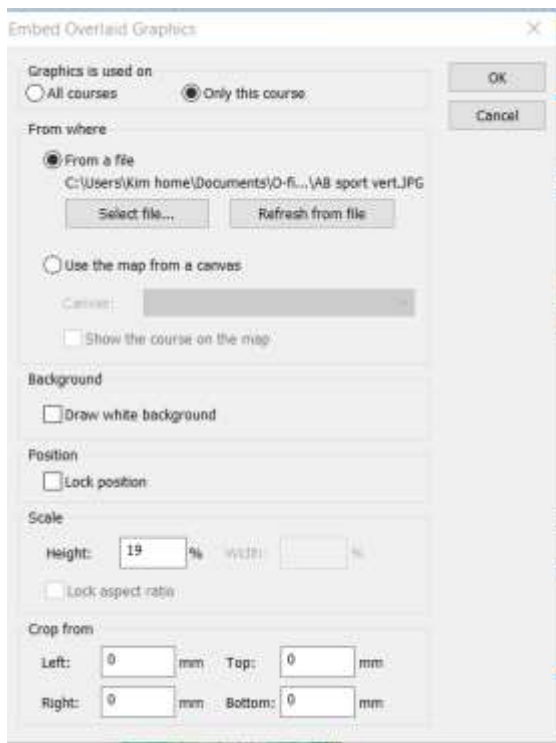 Embed Overlaid Graphics
Graphics is used on
All courses
Only this course
OK
Cancel
From where
From a file
C:\Users\Kim home\Documents\O-fi...\AB sport vert.JPG
Select file...
Refresh from file
Use the map from a canvas
Canvas:
Show the course on the map
Background
Draw white background
Position
Lock position
Scale
Height: 19 % Width: %
Lock aspect ratio
Crop from
Left: 0 mm Top: 0 mm
Right: 0 mm Bottom: 0 mm